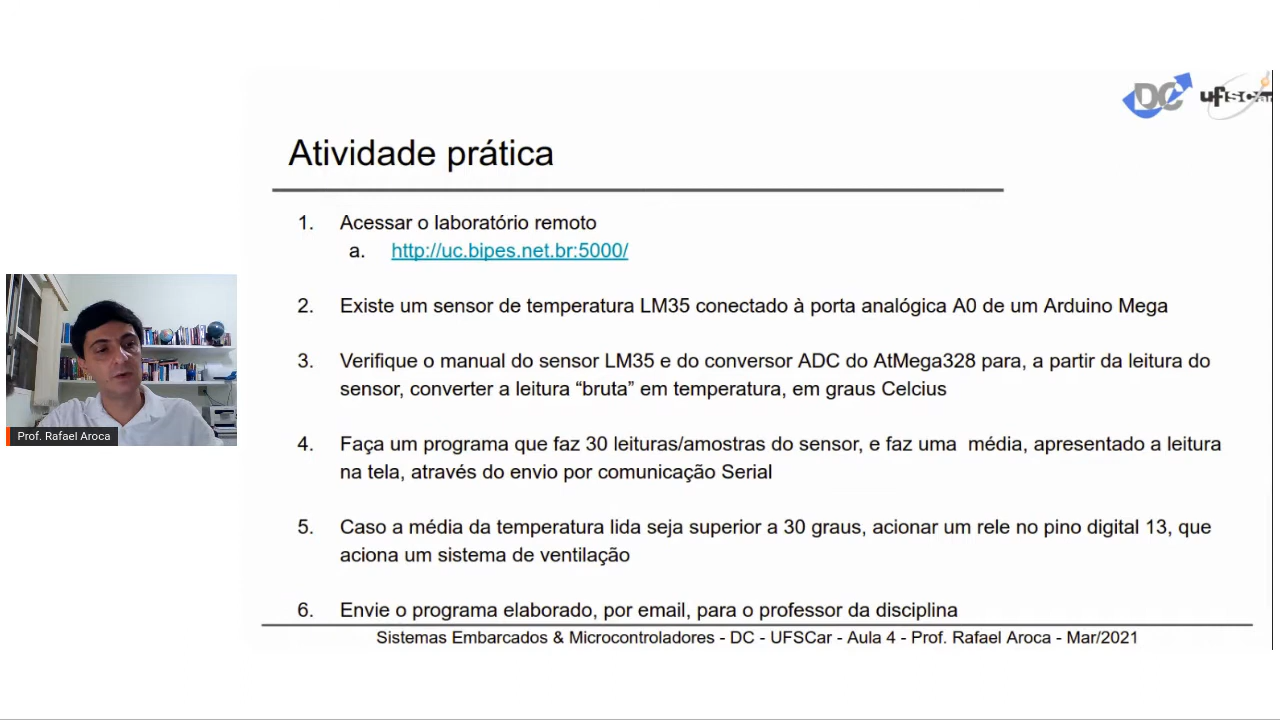 DC ufscar
Atividade prática
1. Acessar o laboratório remoto
a. http://uc.bipes.net.br:5000/
2. Existe um sensor de temperatura LM35 conectado à porta analógica A0 de um Arduino Mega
3. Verifique o manual do sensor LM35 e do conversor ADC do AtMega328 para, a partir da leitura do
sensor, converter a leitura “bruta” em temperatura, em graus Celcius
4. Faça um programa que faz 30 leituras/amostras do sensor, e faz uma média, apresentado a leitura
na tela, através do envio por comunicação Serial
5. Caso a média da temperatura lida seja superior a 30 graus, acionar um rele no pino digital 13, que
aciona um sistema de ventilação
6. Envie o programa elaborado, por email, para o professor da disciplina
Sistemas Embarcados & Microcontroladores - DC - UFSCar - Aula 4 - Prof. Rafael Aroca - Mar/2021
Prof. Rafael Aroca